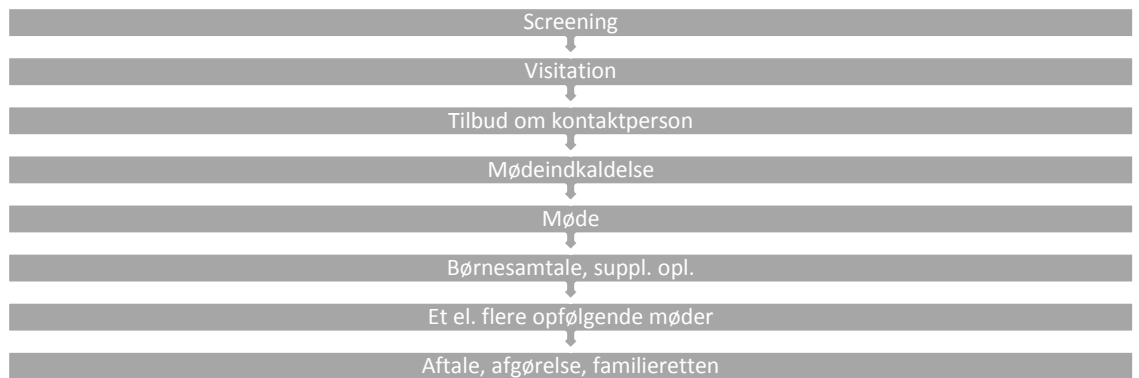 Screening
Visitation
Tilbud om kontaktperson
Mødeindkaldelse
Møde
Børnesamtale, suppl. opl.
Et el. flere opfølgende møder
Aftale, afgørelse, familieretten